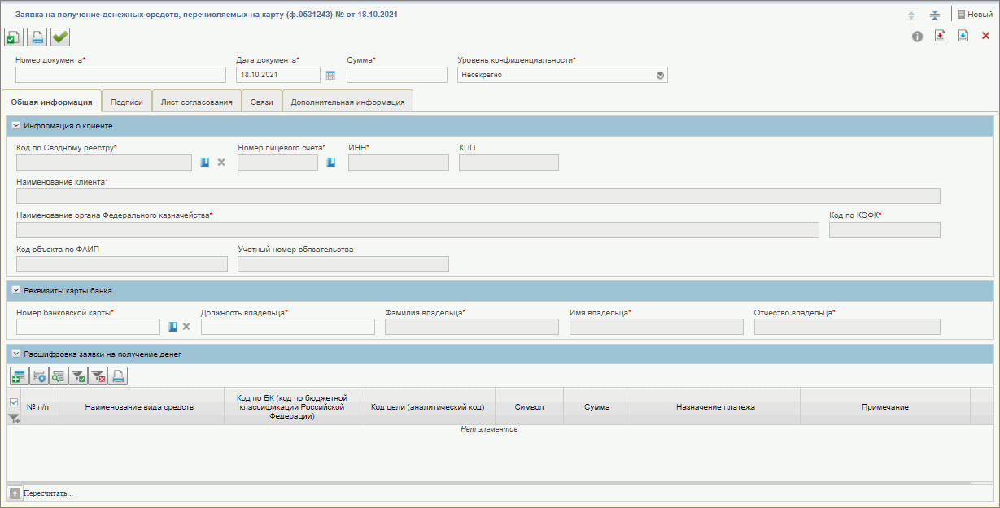 Заявка на получение денежных средств, перечисляемых на карту (ф.0531243) № от 18.10.2021
Новый
Номер документа* Дата документа* Сумма* Уровень конфиденциальности*
18.10.2021 Несекретно
Общая информация Подписи Лист согласования Связи Дополнительная информация
Информация о клиенте
Код по Сводному реестру* Номер лицевого счета* ИНН* КПП
Наименование клиента*
Наименование органа Федерального казначейства* Код по КОФК*
Код объекта по ФАИП Учетный номер обязательства
Реквизиты карты банка
Номер банковской карты* Должность владельца* Фамилия владельца* Имя владельца* Отчество владельца*
Расшифровка заявки на получение денег
№ п/п Наименование вида средств Код по БК (код по бюджетной классификации Российской Федерации) Код цели (аналитический код) Символ Сумма Назначение платежа Примечание
Нет элементов
Пересчитать...